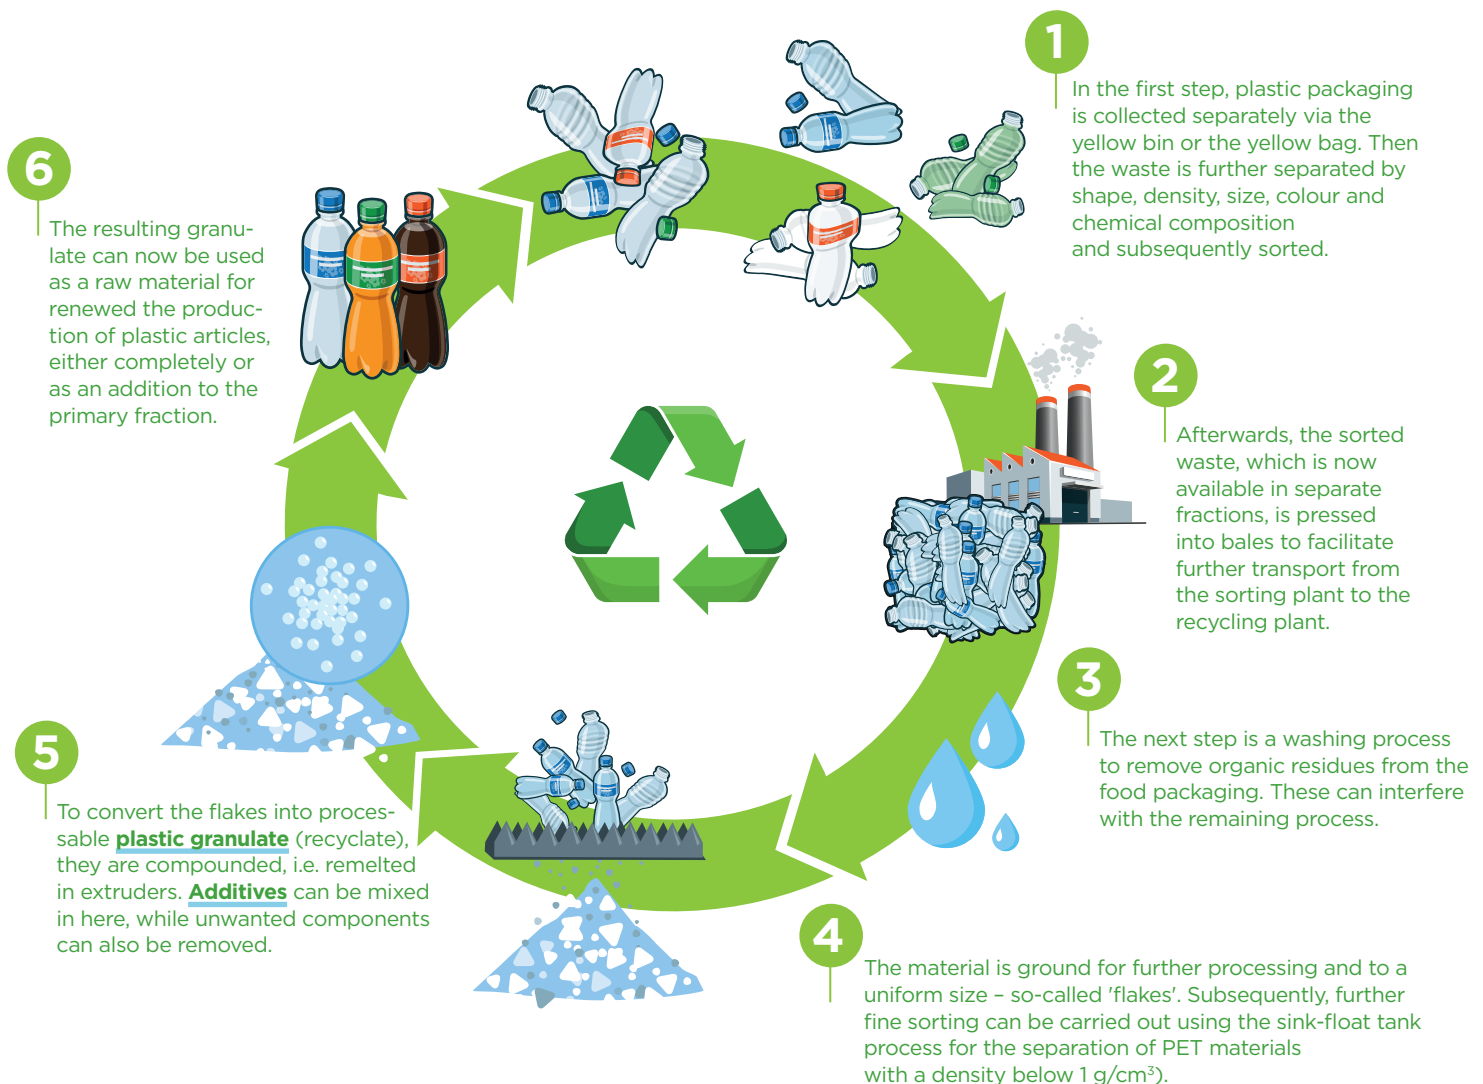 1
In the first step, plastic packaging
is collected separately via the
yellow bin or the yellow bag. Then
the waste is further separated by
shape, density, size, colour and
chemical composition
and subsequently sorted.
2
Afterwards, the sorted
waste, which is now
available in separate
fractions, is pressed
into bales to facilitate
further transport from
the sorting plant to the
recycling plant.
3
The next step is a washing process
to remove organic residues from the
food packaging. These can interfere
with the remaining process.
4
The material is ground for further processing and to a
uniform size – so-called 'flakes'. Subsequently, further
fine sorting can be carried out using the sink-float tank
process for the separation of PET materials
with a density below 1 g/cm³).
5
To convert the flakes into proces-
sable plastic granulate (recyclate),
they are compounded, i.e. remelted
in extruders. Additives can be mixed
in here, while unwanted components
can also be removed.
6
The resulting granu-
late can now be used
as a raw material for
renewed the produc-
tion of plastic articles,
either completely or
as an addition to the
primary fraction.